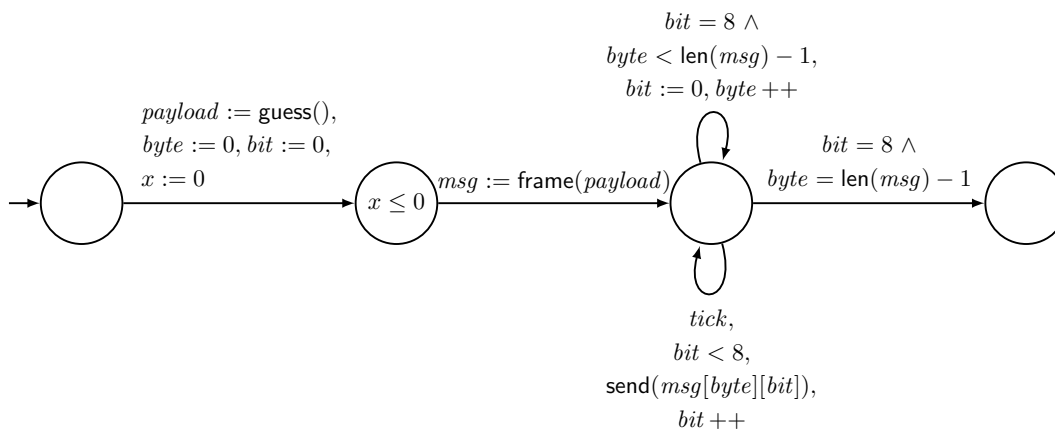 payload := guess(),
byte := 0, bit := 0,
x := 0
x ≤ 0
msg := frame(payload)
bit = 8 ∧
byte < len(msg) − 1,
bit := 0, byte ++
tick,
bit < 8,
send(msg[byte][bit]),
bit ++
bit = 8 ∧
byte = len(msg) − 1